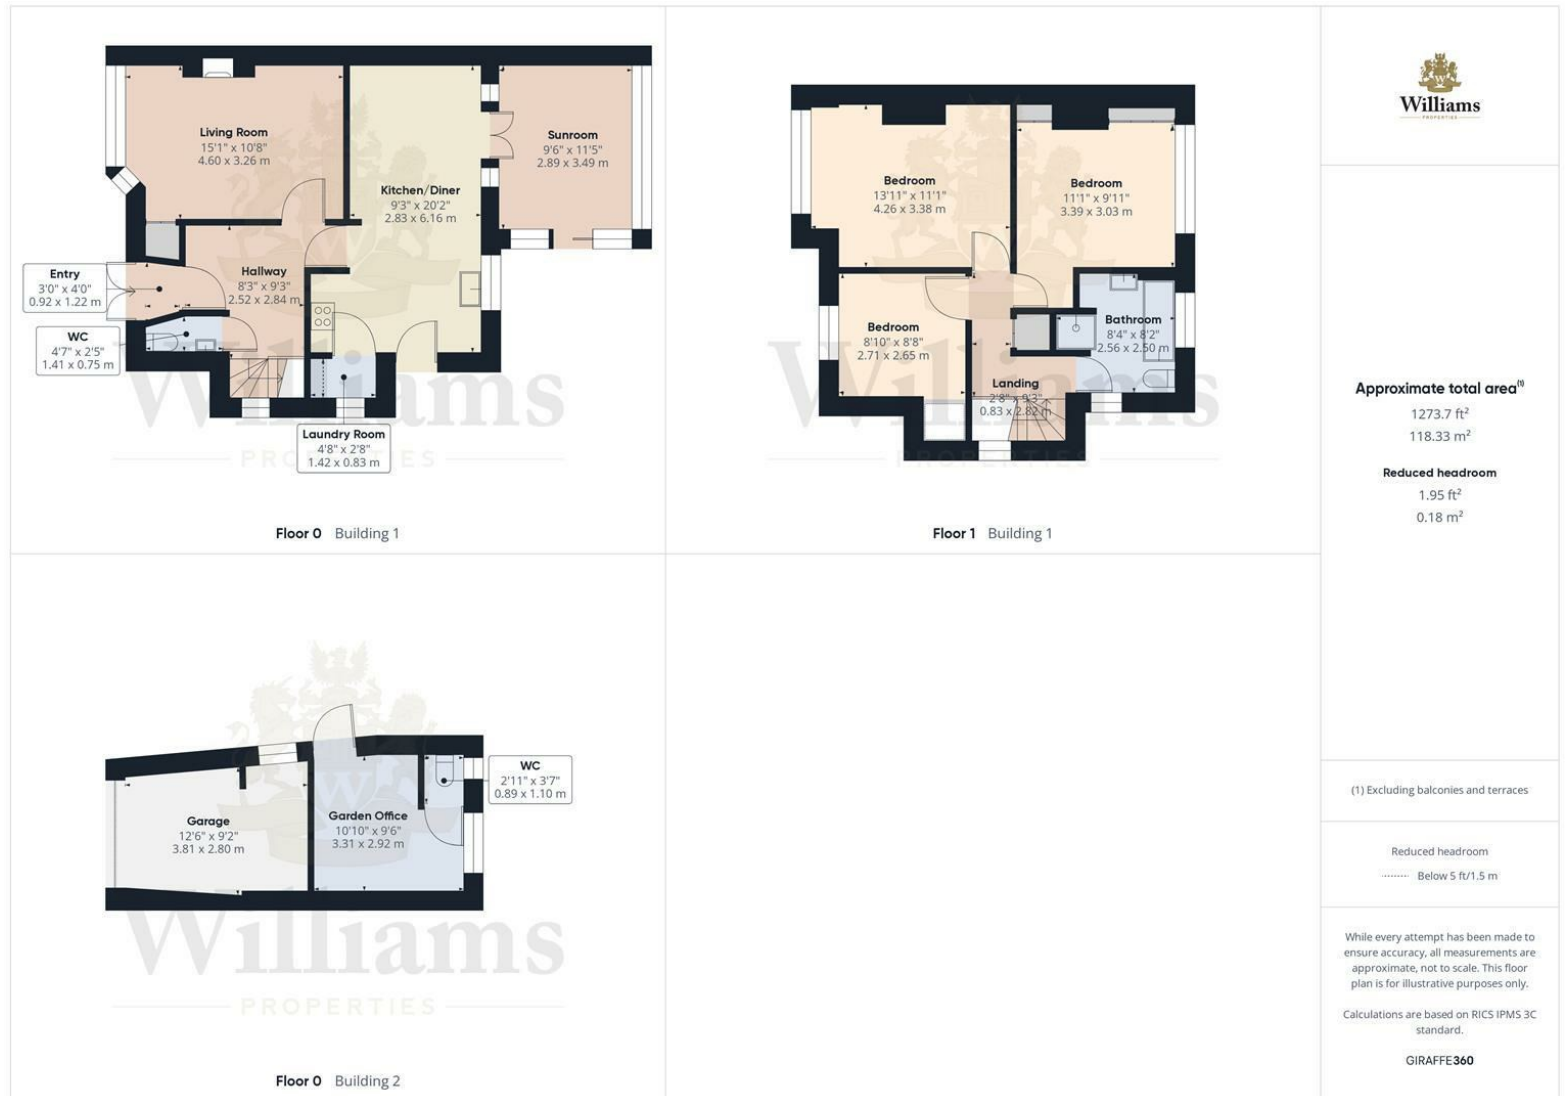 Living Room
15'1" x 10'8"
4.60 x 3.26 m
Kitchen/Diner
9'3" x 20'2"
2.83 x 6.16 m
Sunroom
9'6" x 11'5"
2.89 x 3.49 m
Entry
3'0" x 4'0"
0.92 x 1.22 m
Hallway
8'3" x 9'3"
2.52 x 2.84 m
WC
4'7" x 2'5"
1.41 x 0.75 m
Laundry Room
4'8" x 2'8"
1.42 x 0.83 m
Williams
PROPERTIES
Floor 0 Building 1
Bedroom
13'11" x 11'1"
4.26 x 3.38 m
Bedroom
11'1" x 9'11"
3.39 x 3.03 m
Bedroom
8'10" x 8'8"
2.71 x 2.65 m
Bathroom
8'4" x 8'2"
2.56 x 2.50 m
Landing
2'8" x 9'3"
0.83 x 2.82 m
Williams
PROPERTIES
Floor 1 Building 1
Garage
12'6" x 9'2"
3.81 x 2.80 m
Garden Office
10'10" x 9'6"
3.31 x 2.92 m
WC
2'11" x 3'7"
0.89 x 1.10 m
W
Williams
PROPERTIES
Floor 0 Building 2
Williams
PROPERTIES
Approximate total area(1)
1273.7 ft²
118.33 m²
Reduced headroom
1.95 ft²
0.18 m²
(1) Excluding balconies and terraces
Reduced headroom
Below 5 ft/1.5 m
While every attempt has been made to
ensure accuracy, all measurements are
approximate, not to scale. This floor
plan is for illustrative purposes only.
Calculations are based on RICS IPMS 3C
standard.
GIRAFFE360